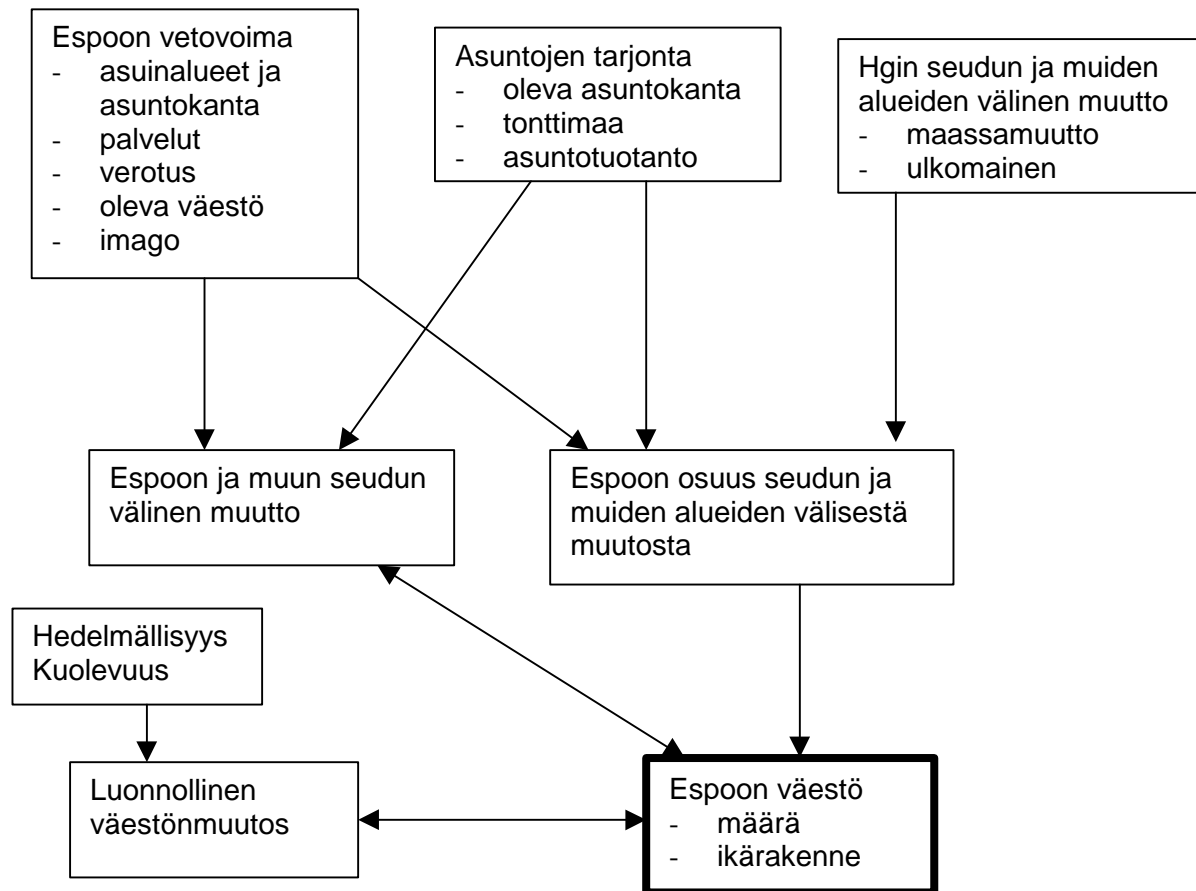 Espoon vetovoima
- asuinalueet ja
asuntokanta
- palvelut
- verotus
- oleva väestö
- imago
Asuntojen tarjonta
- oleva asuntokanta
- tonttimaa
- asuntotuotanto
Hgin seudun ja muiden
alueiden välinen muutto
- maassamuutto
- ulkomainen
Espoon ja muun seudun
välinen muutto
Espoon osuus seudun ja
muiden alueiden välisestä
muutosta
Hedelmällisyys
Kuolevuus
Luonnollinen
väestönmuutos
Espoon väestö
- määrä
- ikärakenne